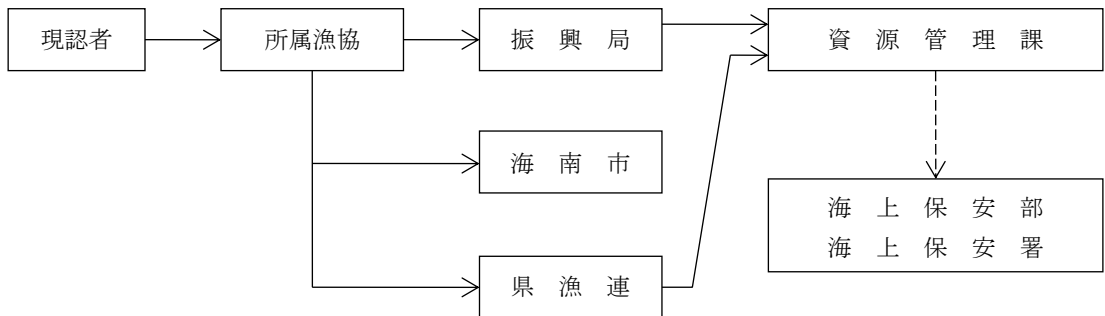 現認者
所属漁協
振興局
資源管理課
海南市
海上保安部
海上保安署
県漁連